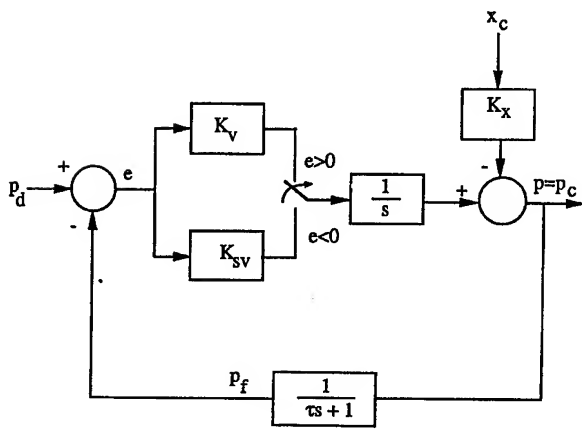 x_c
K_x
K_v
e>0
-
+
e
p_d
1/s
+
p=p_c
-
e<0
K_sv
p_f
1/(τs + 1)